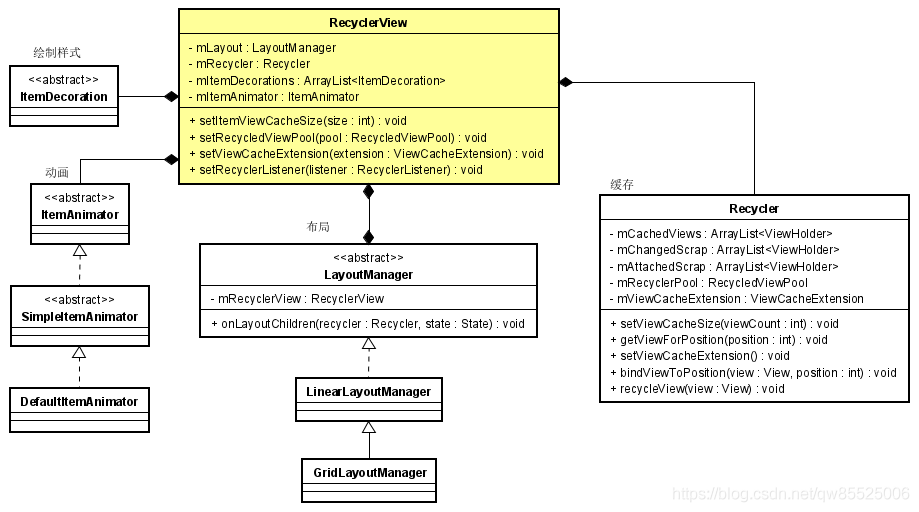 RecyclerView
- mLayout : LayoutManager
- mRecycler : Recycler
- mItemDecorations : ArrayList<ItemDecoration>
- mItemAnimator : ItemAnimator
+ setItemViewCacheSize(size : int) : void
+ setRecycledViewPool(pool : RecycledViewPool) : void
+ setViewCacheExtension(extension : ViewCacheExtension) : void
+ setRecyclerListener(listener : RecyclerListener) : void
绘制样式
<<abstract>>
ItemDecoration
动画
<<abstract>>
ItemAnimator
<<abstract>>
SimpleItemAnimator
DefaultItemAnimator
布局
<<abstract>>
LayoutManager
- mRecyclerView : RecyclerView
+ onLayoutChildren(recycler : Recycler, state : State) : void
LinearLayoutManager
GridLayoutManager
缓存
Recycler
- mCachedViews : ArrayList<ViewHolder>
- mChangedScrap : ArrayList<ViewHolder>
- mAttachedScrap : ArrayList<ViewHolder>
- mRecyclerPool : RecycledViewPool
- mViewCacheExtension : ViewCacheExtension
+ setViewCacheSize(viewCount : int) : void
+ getViewForPosition(position : int) : void
+ setViewCacheExtension() : void
+ bindViewToPosition(view : View, position : int) : void
+ recycleView(view : View) : void
https://blog.csdn.net/qw85525006